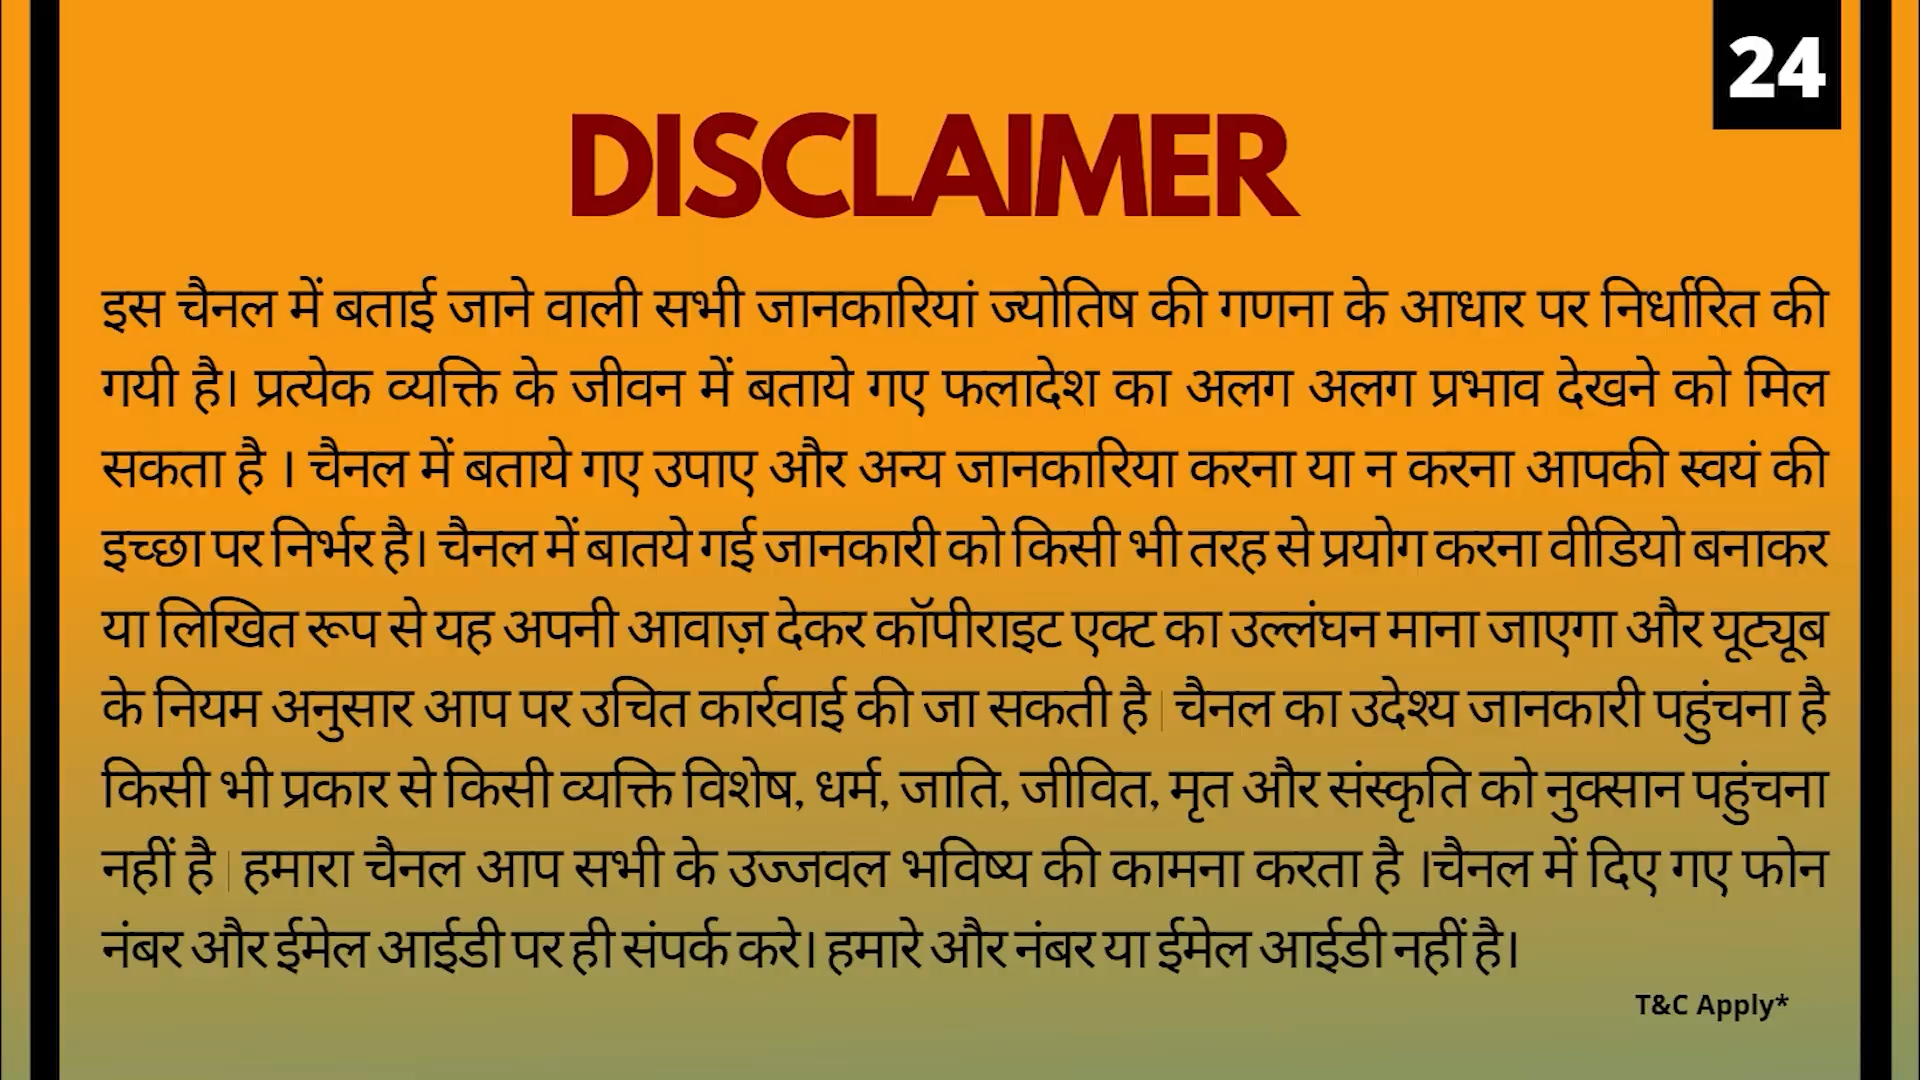 24
DISCLAIMER
इस चैनल में बताई जाने वाली सभी जानकारियां ज्योतिष की गणना के आधार पर निर्धारित की
गयी है। प्रत्येक व्यक्ति के जीवन में बताये गए फलादेश का अलग अलग प्रभाव देखने को मिल
सकता है । चैनल में बताये गए उपाए और अन्य जानकारिया करना या न करना आपकी स्वयं की
इच्छा पर निर्भर है। चैनल में बातये गई जानकारी को किसी भी तरह से प्रयोग करना वीडियो बनाकर
या लिखित रूप से यह अपनी आवाज़ देकर कॉपीराइट एक्ट का उल्लंघन माना जाएगा और यूट्यूब
के नियम अनुसार आप पर उचित कार्रवाई की जा सकती है | चैनल का उदेश्य जानकारी पहुंचना है
किसी भी प्रकार से किसी व्यक्ति विशेष, धर्म, जाति, जीवित, मृत और संस्कृति को नुक्सान पहुंचना
नहीं है | हमारा चैनल आप सभी के उज्जवल भविष्य की कामना करता है ।चैनल में दिए गए फोन
नंबर और ईमेल आईडी पर ही संपर्क करे। हमारे और नंबर या ईमेल आईडी नहीं है।
T&C Apply*